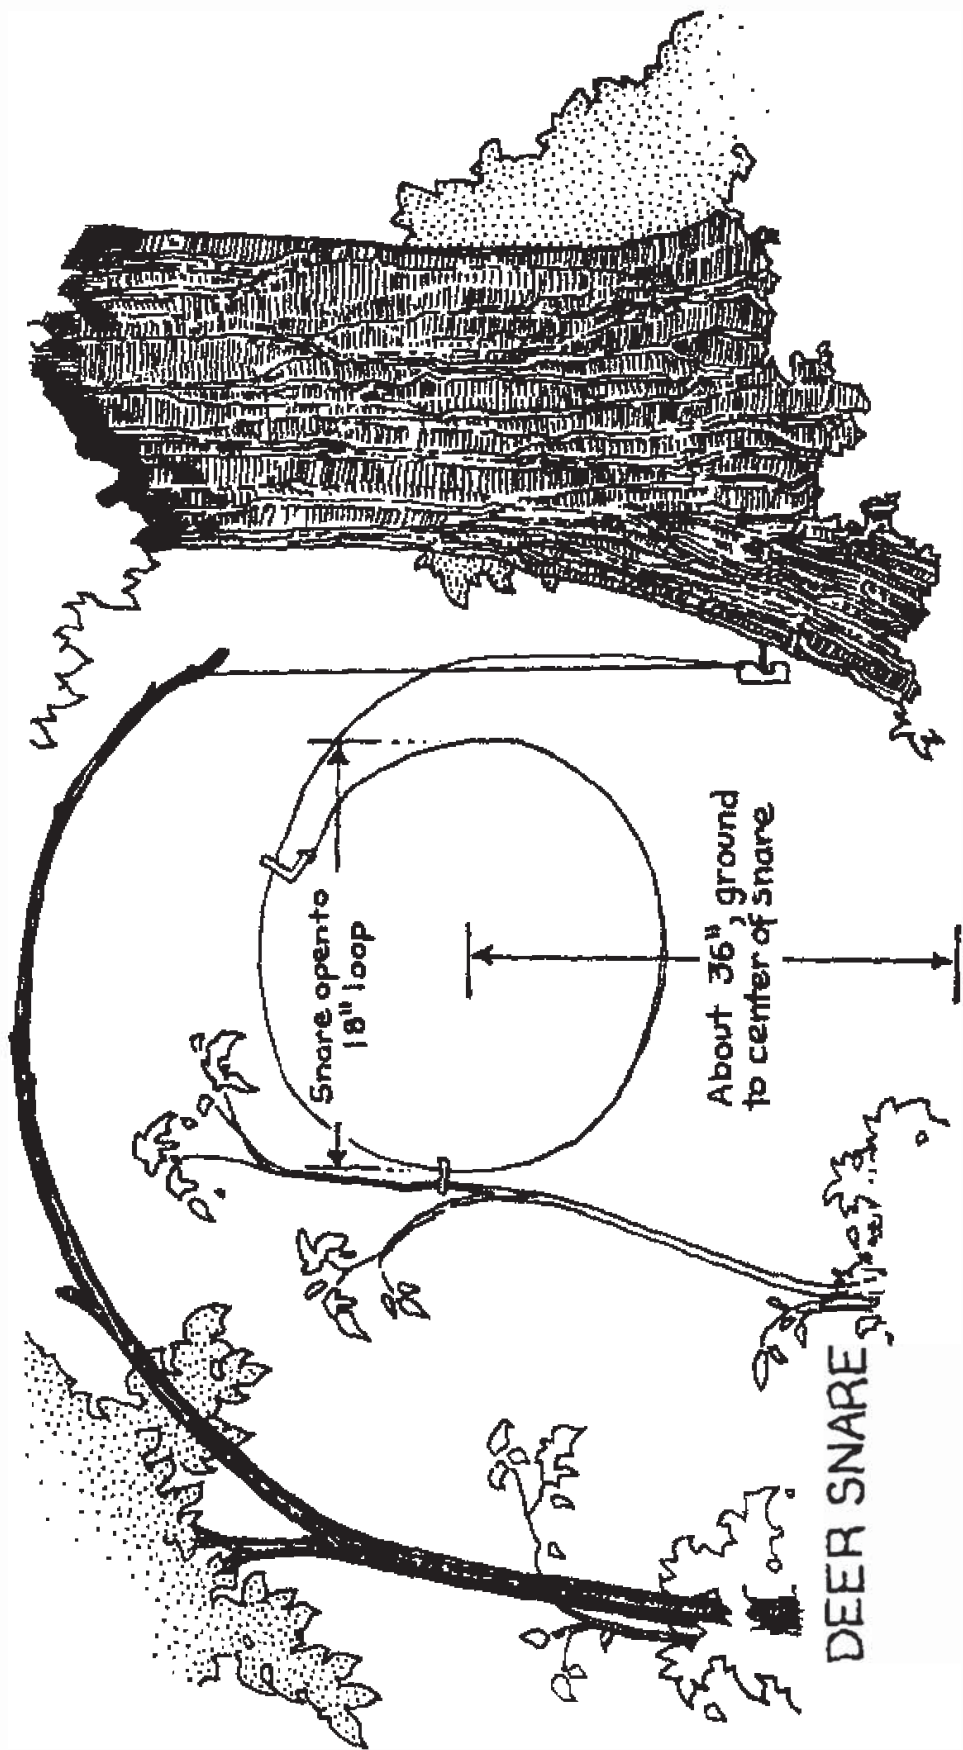 Snare open to
18" loop
About 36", ground
to center of snare
DEER SNARE